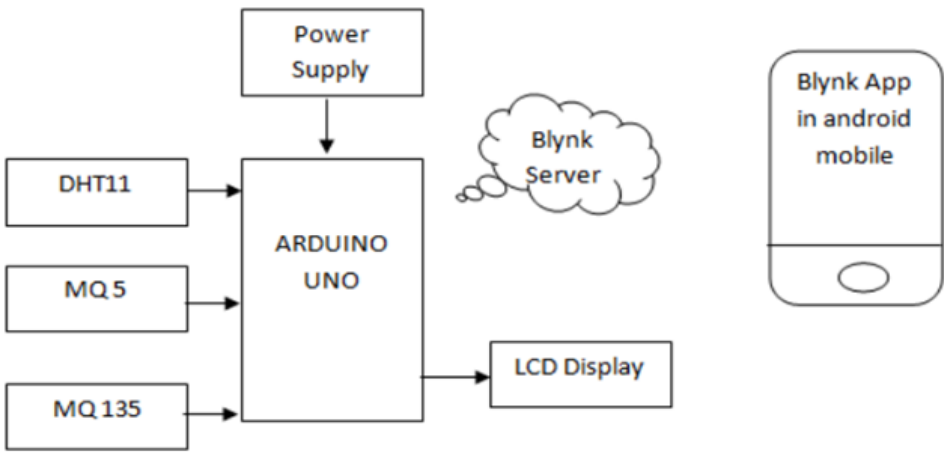 Power
Supply
Blynk
Server
Blynk App
in android
mobile
DHT11
ARDUINO
UNO
MQ 5
LCD Display
MQ 135